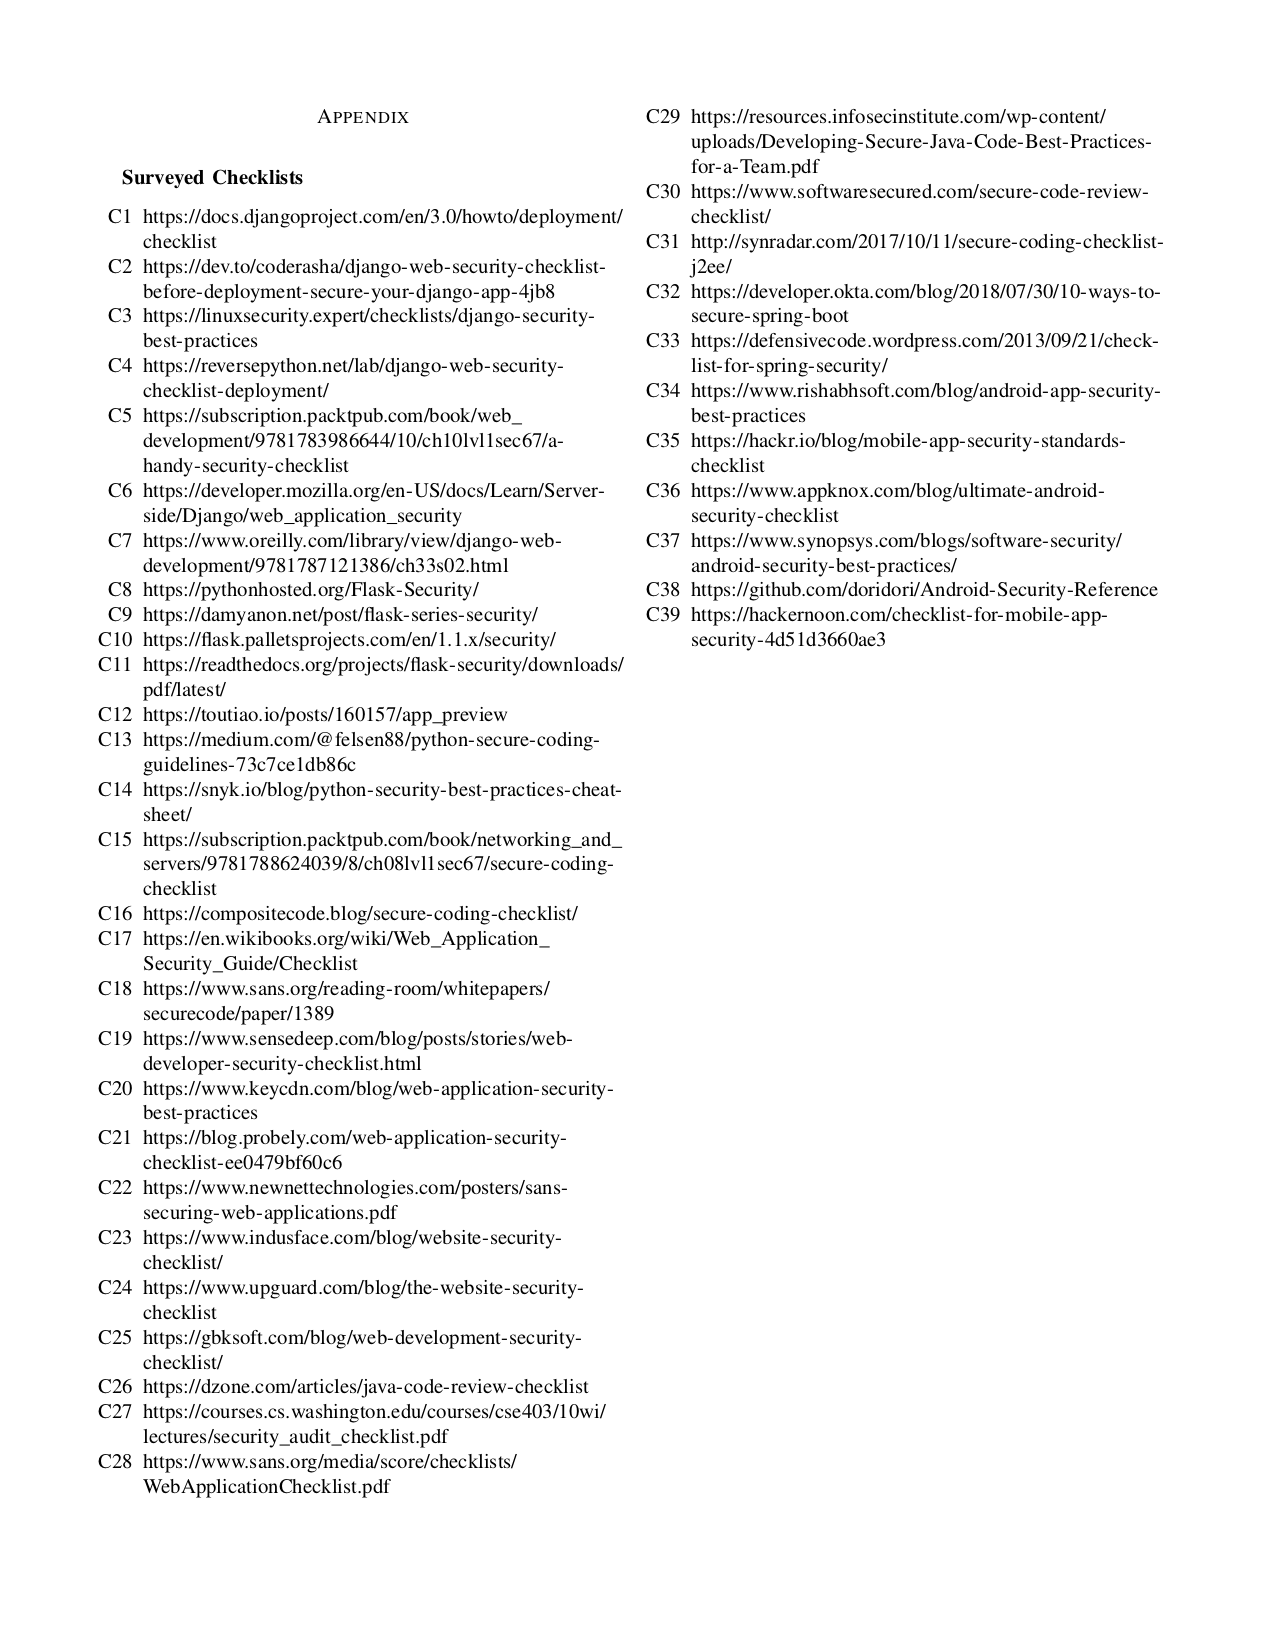 APPENDIX
Surveyed Checklists
C1 https://docs.djangoproject.com/en/3.0/howto/deployment/
checklist
C2 https://dev.to/coderasha/django-web-security-checklist-
before-deployment-secure-your-django-app-4jb8
C3 https://linuxsecurity.expert/checklists/django-security-
best-practices
C4 https://reversepython.net/lab/django-web-security-
checklist-deployment/
C5 https://subscription.packtpub.com/book/web_
development/9781783986644/10/ch10lvl1sec67/a-
handy-security-checklist
C6 https://developer.mozilla.org/en-US/docs/Learn/Server-
side/Django/web_application_security
C7 https://www.oreilly.com/library/view/django-web-
development/9781787121386/ch33s02.html
C8 https://pythonhosted.org/Flask-Security/
C9 https://damyanon.net/post/flask-series-security/
C10 https://flask.palletsprojects.com/en/1.1.x/security/
C11 https://readthedocs.org/projects/flask-security/downloads/
pdf/latest/
C12 https://toutiao.io/posts/160157/app_preview
C13 https://medium.com/@felsen88/python-secure-coding-
guidelines-73c7ce1db86c
C14 https://snyk.io/blog/python-security-best-practices-cheat-
sheet/
C15 https://subscription.packtpub.com/book/networking_and_
servers/9781788624039/8/ch08lvl1sec67/secure-coding-
checklist
C16 https://compositecode.blog/secure-coding-checklist/
C17 https://en.wikibooks.org/wiki/Web_Application_
Security_Guide/Checklist
C18 https://www.sans.org/reading-room/whitepapers/
securecode/paper/1389
C19 https://www.sensedeep.com/blog/posts/stories/web-
developer-security-checklist.html
C20 https://www.keycdn.com/blog/web-application-security-
best-practices
C21 https://blog.probely.com/web-application-security-
checklist-ee0479bf60c6
C22 https://www.newnettechnologies.com/posters/sans-
securing-web-applications.pdf
C23 https://www.indusface.com/blog/website-security-
checklist/
C24 https://www.upguard.com/blog/the-website-security-
checklist
C25 https://gbksoft.com/blog/web-development-security-
checklist/
C26 https://dzone.com/articles/java-code-review-checklist
C27 https://courses.cs.washington.edu/courses/cse403/10wi/
lectures/security_audit_checklist.pdf
C28 https://www.sans.org/media/score/checklists/
WebApplicationChecklist.pdf
C29 https://resources.infosecinstitute.com/wp-content/
uploads/Developing-Secure-Java-Code-Best-Practices-
for-a-Team.pdf
C30 https://www.softwaresecured.com/secure-code-review-
checklist/
C31 http://synradar.com/2017/10/11/secure-coding-checklist-
j2ee/
C32 https://developer.okta.com/blog/2018/07/30/10-ways-to-
secure-spring-boot
C33 https://defensivecode.wordpress.com/2013/09/21/check-
list-for-spring-security/
C34 https://www.rishabhsoft.com/blog/android-app-security-
best-practices
C35 https://hackr.io/blog/mobile-app-security-standards-
checklist
C36 https://www.appknox.com/blog/ultimate-android-
security-checklist
C37 https://www.synopsys.com/blogs/software-security/
android-security-best-practices/
C38 https://github.com/doridori/Android-Security-Reference
C39 https://hackernoon.com/checklist-for-mobile-app-
security-4d51d3660ae3